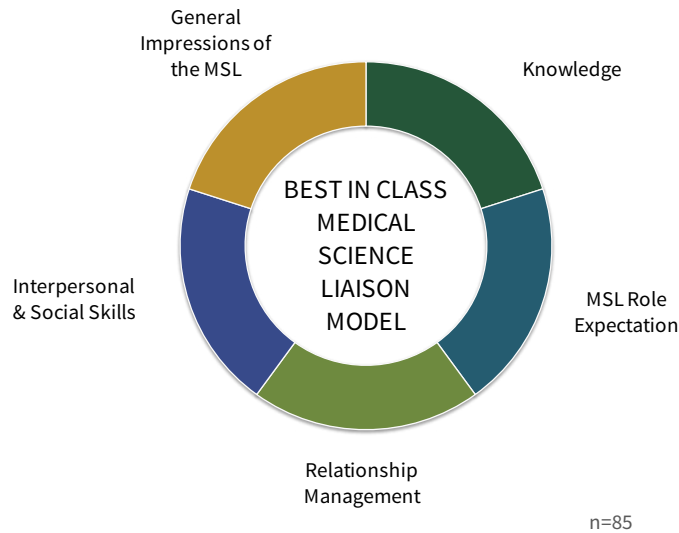 General
Impressions of
the MSL
Knowledge
BEST IN CLASS
MEDICAL
SCIENCE
LIAISON
MODEL
Interpersonal
& Social Skills
MSL Role
Expectation
Relationship
Management
n=85